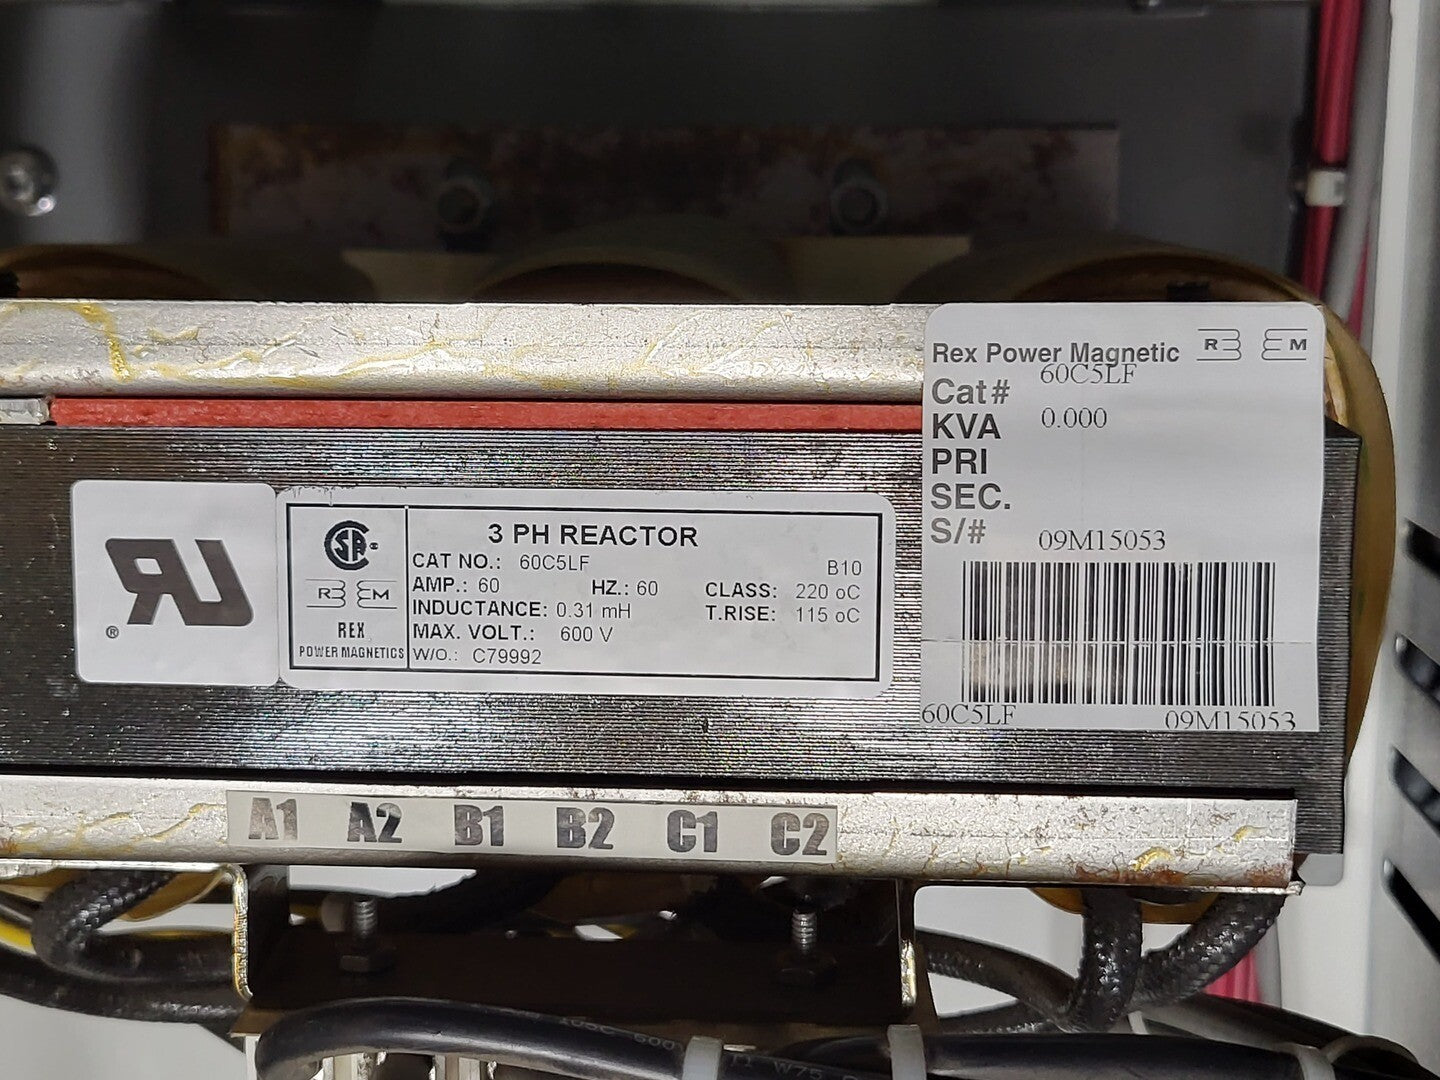 Rex Power Magnetic R M
Cat# 60C5LF
KVA 0.000
PRI
SEC.
S/# 09M15053
60C5LF 09M15053
UR
®
CSA
R M
REX
POWER MAGNETICS
3 PH REACTOR
CAT NO.: 60C5LF B10
AMP.: 60 HZ.: 60 CLASS: 220 oC
INDUCTANCE: 0.31 mH T.RISE: 115 oC
MAX. VOLT.: 600 V
W/O.: C79992
A1 A2 B1 B2 C1 C2